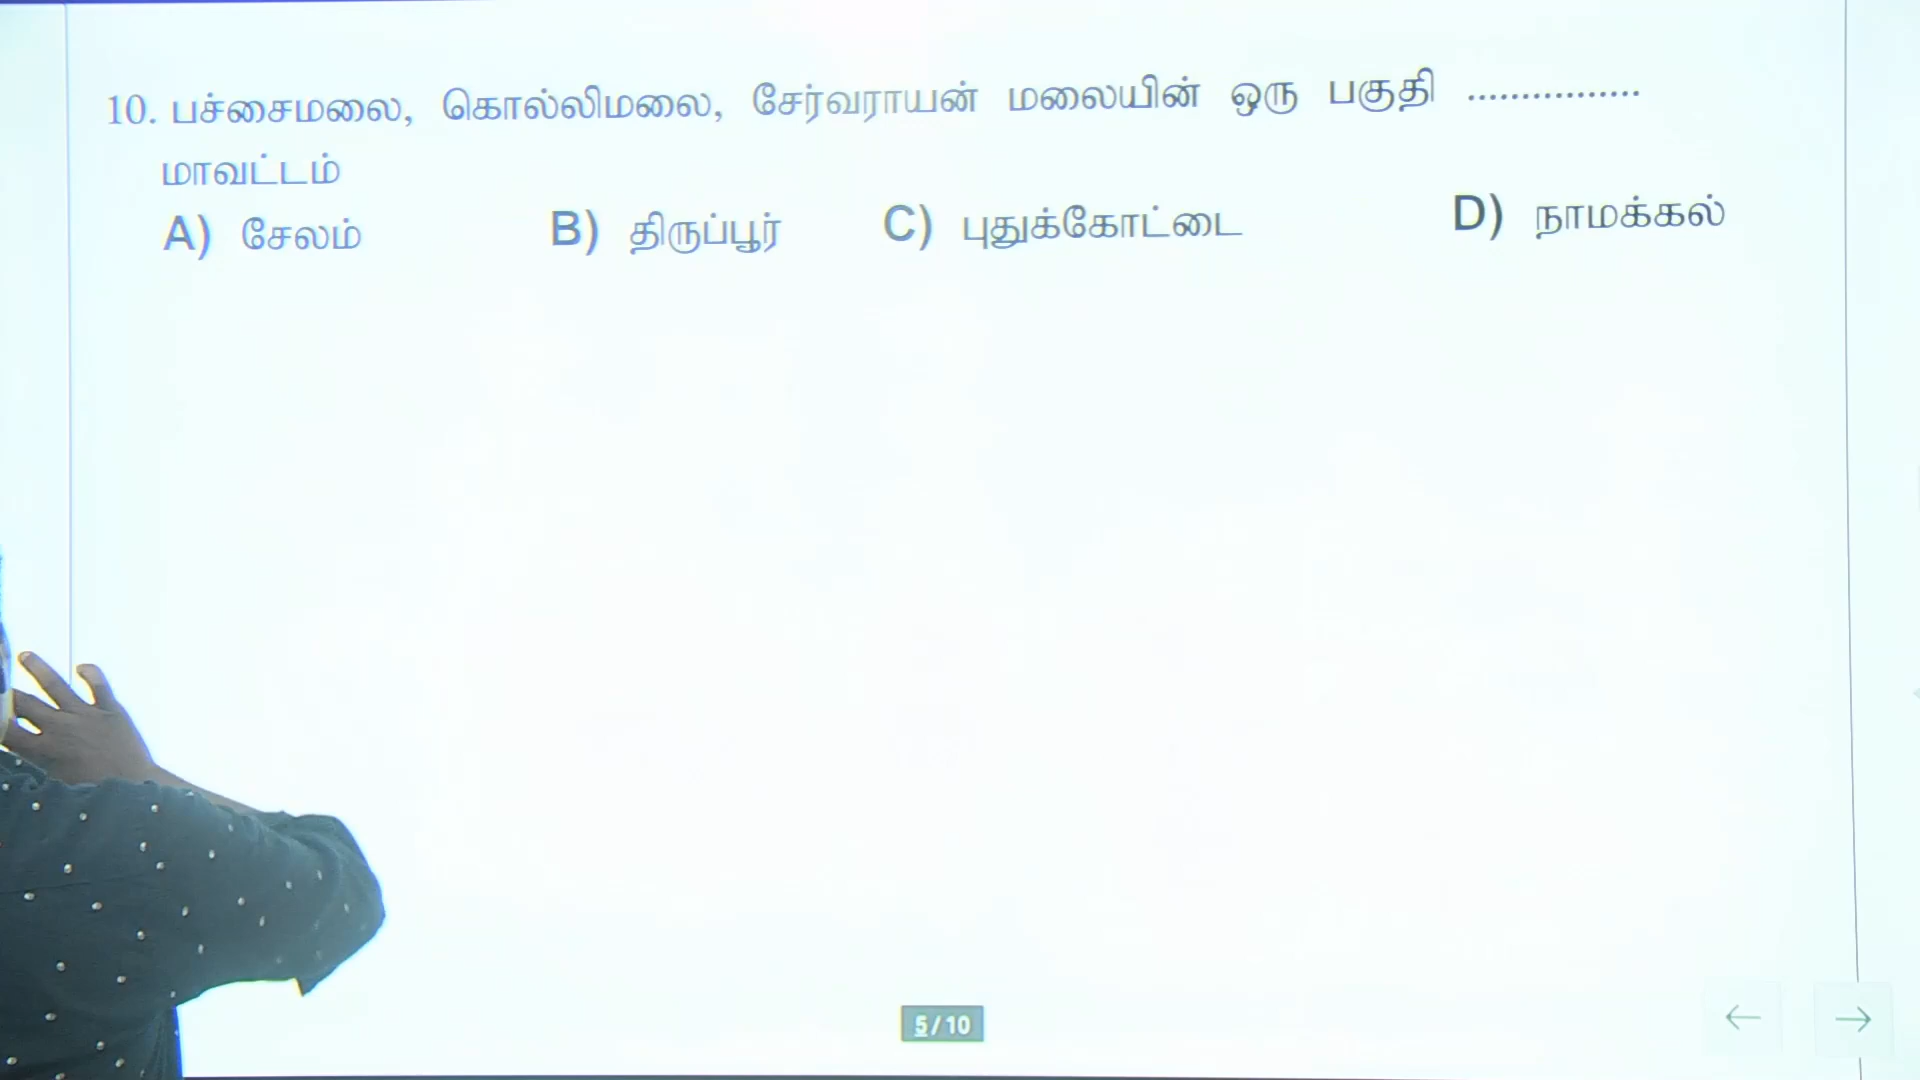 10. பச்சைமலை, கொல்லிமலை, சேர்வராயன் மலையின் ஒரு பகுதி ................
மாவட்டம்
A) சேலம் B) திருப்பூர் C) புதுக்கோட்டை D) நாமக்கல்
5/10